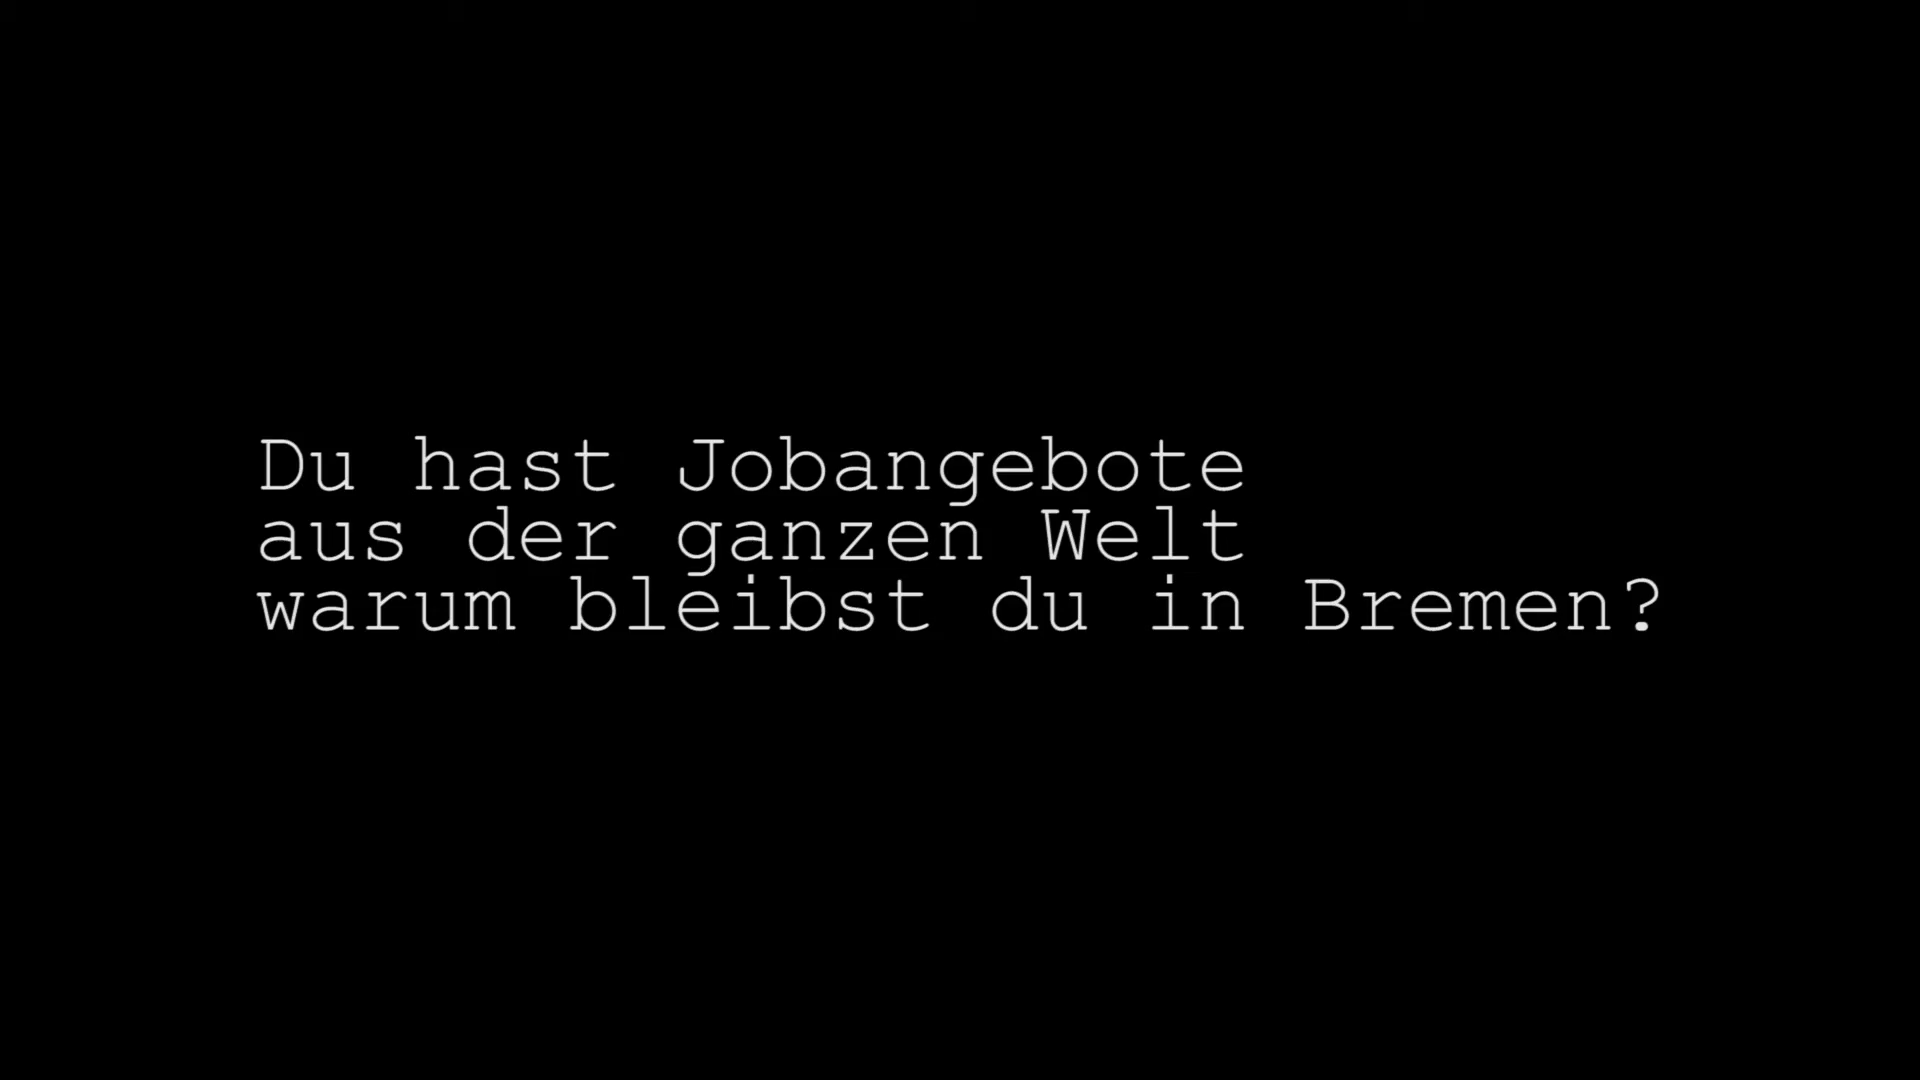 Du hast Jobangebote
aus der ganzen Welt
warum bleibst du in Bremen?